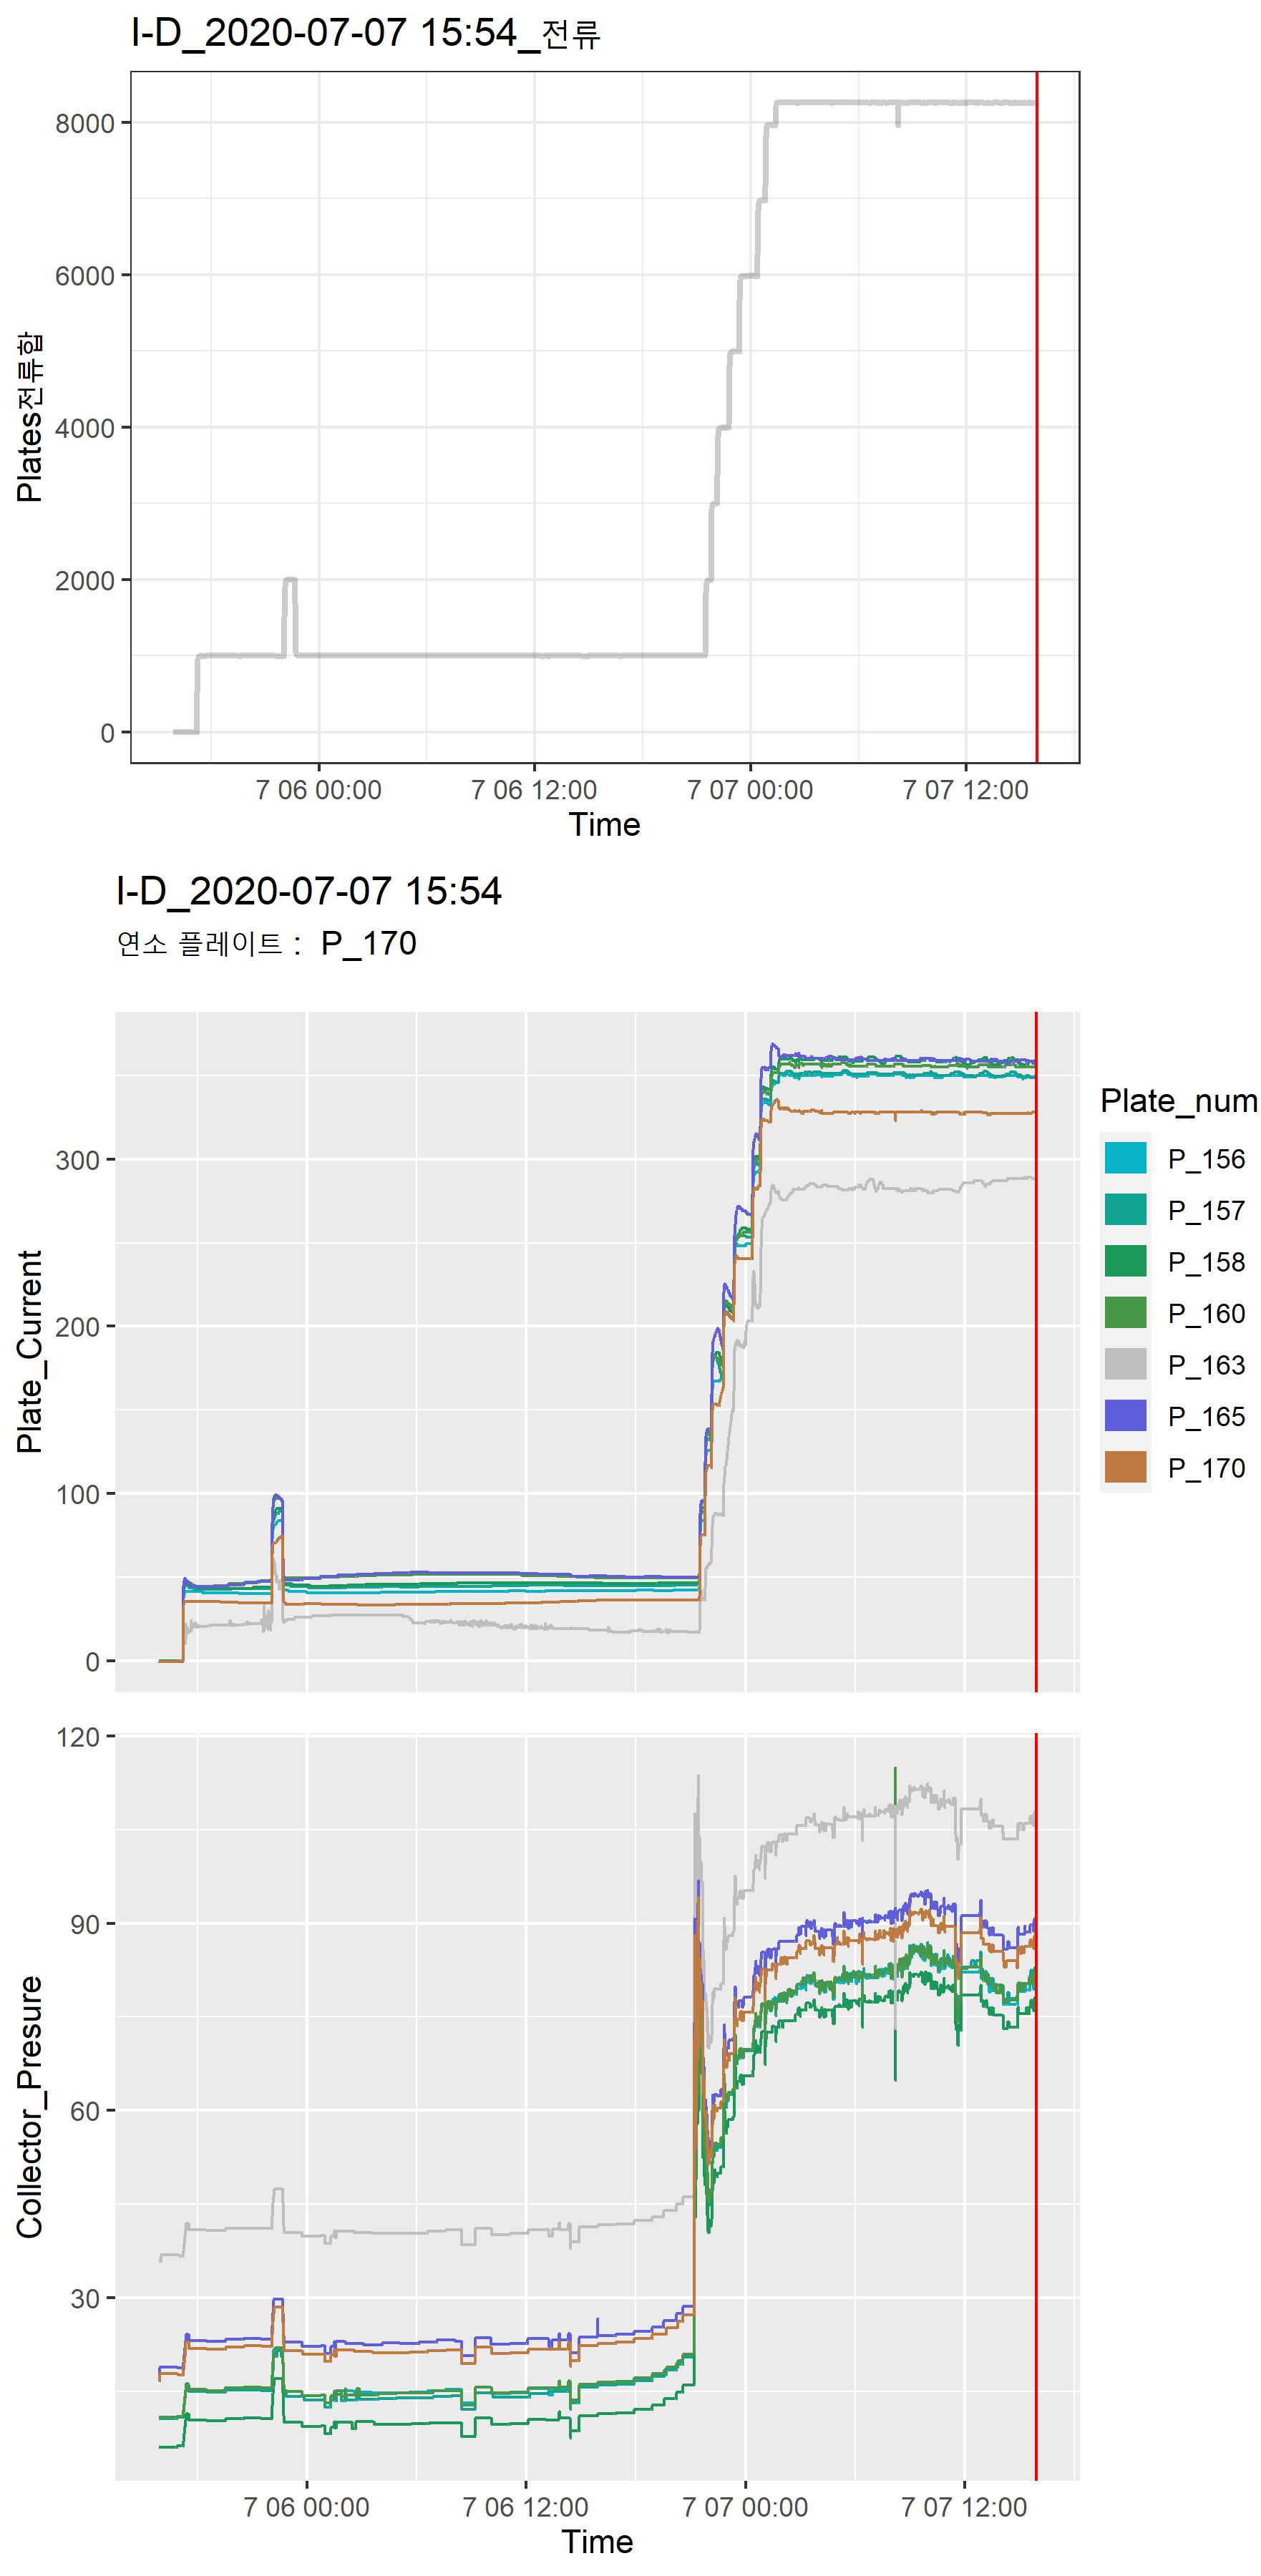 I-D_2020-07-07 15:54_전류
Plates전류합
8000
6000
4000
2000
0
7 06 00:00
7 06 12:00
7 07 00:00
7 07 12:00
Time
I-D_2020-07-07 15:54
연소 플레이트 : P_170
Plate_Current
300
200
100
0
Plate_num
P_156
P_157
P_158
P_160
P_163
P_165
P_170
Collector_Presure
120
90
60
30
7 06 00:00
7 06 12:00
7 07 00:00
7 07 12:00
Time